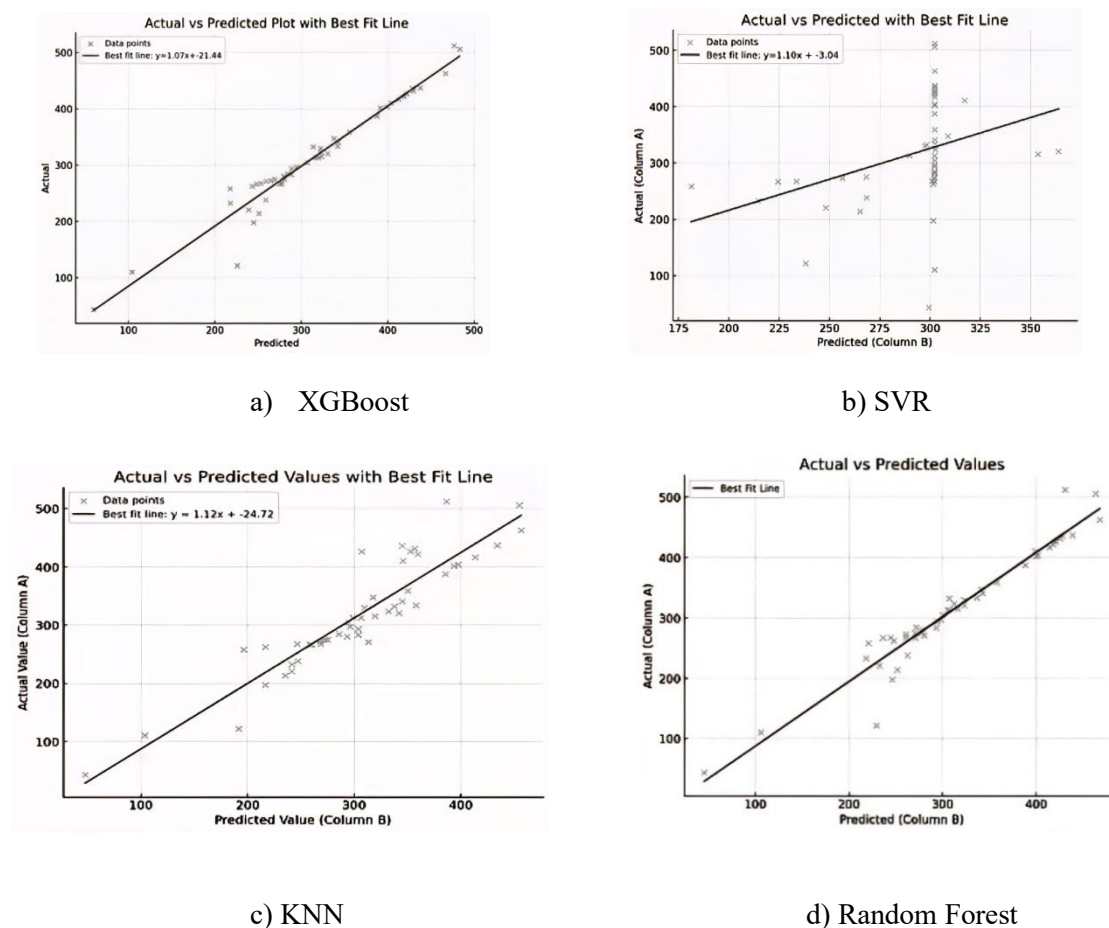 Actual vs Predicted Plot with Best Fit Line
Data points
Best fit line: y=1.07x+-21.44
500
400
300
200
100
Actual
100
200
300
400
500
Predicted
a) XGBoost
Actual vs Predicted with Best Fit Line
Data points
Best fit line: y=1.10x + -3.04
500
400
300
200
100
Actual (Column A)
175
200
225
250
275
300
325
350
Predicted (Column B)
b) SVR
Actual vs Predicted Values with Best Fit Line
Data points
Best fit line: y = 1.12x + -24.72
500
400
300
200
100
Actual Value (Column A)
100
200
300
400
Predicted Value (Column B)
c) KNN
Actual vs Predicted Values
Best Fit Line
500
400
300
200
100
Actual (Column A)
100
200
300
400
Predicted (Column B)
d) Random Forest